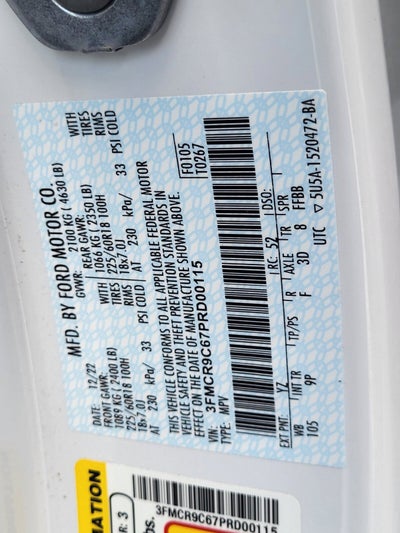 MFD. BY FORD MOTOR CO.
DATE: 12/22
GVWR: 2100 KG ( 4630 LB)
FRONT GAWR: 1089 KG ( 2400 LB)
REAR GAWR: 1066 KG ( 2350 LB)
WITH
TIRES
RIMS
225/60R18 100H
18x7.0J
AT 230 kPa/ 33 PSI COLD
225/60R18 100H
18x7.0J
AT 230 kPa/ 33 PSI COLD
WITH
TIRES
RIMS
THIS VEHICLE CONFORMS TO ALL APPLICABLE FEDERAL MOTOR
VEHICLE SAFETY AND THEFT PREVENTION STANDARDS IN
EFFECT ON THE DATE OF MANUFACTURE SHOWN ABOVE.
VIN: 3FMCR9C67PRD00115
TYPE: MPV
F0105
T0267
EXT PNT: YZ RC: 52 DSO:
WB INT TR TP/PS R AXLE TR SPR
105 9P F 3D 8 FFBB
UTC ▽ 5U5A-1520472-BA
MATION
R: 3
bs.
3FMCR9C67PRD00115